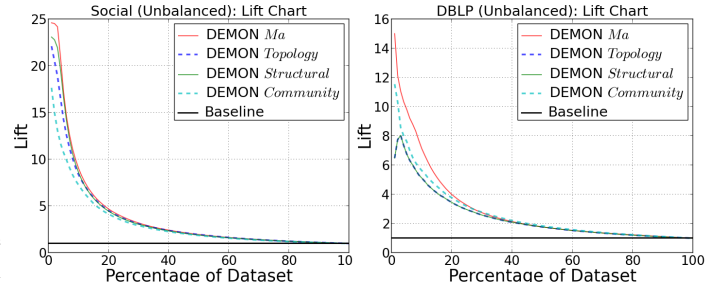 Social (Unbalanced): Lift Chart
25
20
15
10
5
0
Lift
DEMON Ma
DEMON Topology
DEMON Structural
DEMON Community
Baseline
0 20 40 60 80 100
Percentage of Dataset
DBLP (Unbalanced): Lift Chart
16
14
12
10
8
6
4
2
0
Lift
DEMON Ma
DEMON Topology
DEMON Structural
DEMON Community
Baseline
0 20 40 60 80 100
Percentage of Dataset